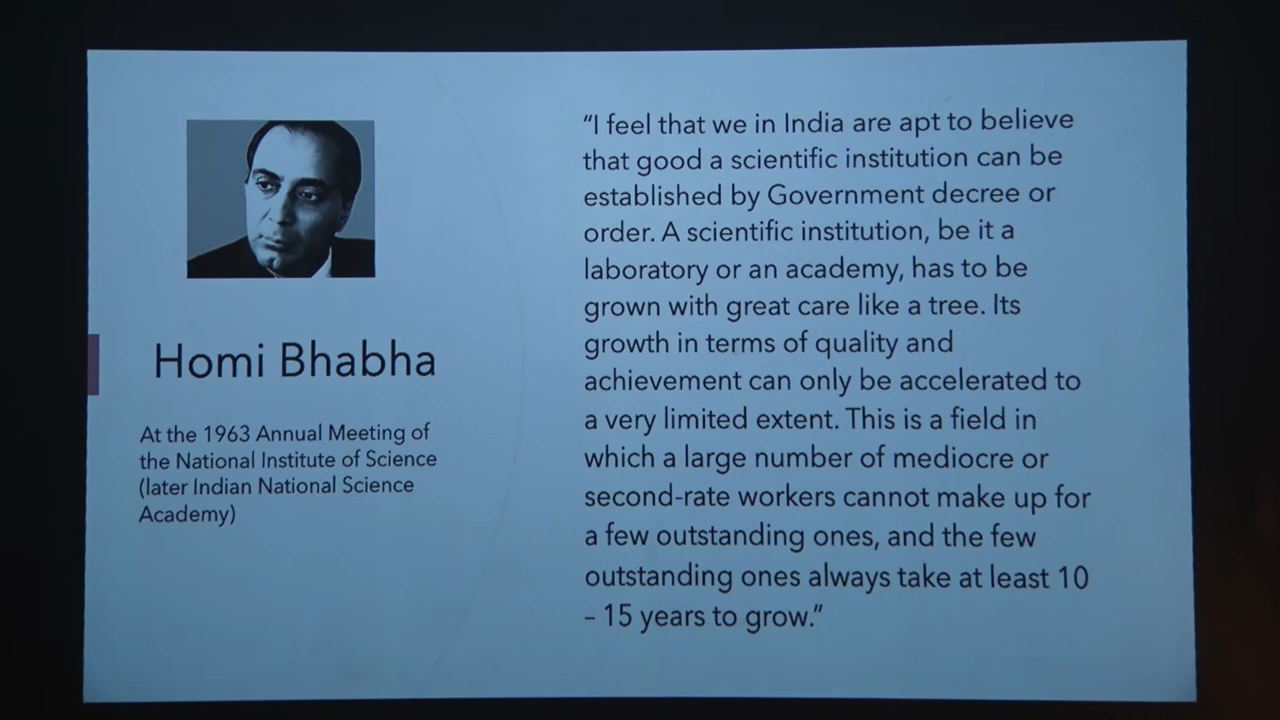 Homi Bhabha
At the 1963 Annual Meeting of
the National Institute of Science
(later Indian National Science
Academy)
“I feel that we in India are apt to believe
that good a scientific institution can be
established by Government decree or
order. A scientific institution, be it a
laboratory or an academy, has to be
grown with great care like a tree. Its
growth in terms of quality and
achievement can only be accelerated to
a very limited extent. This is a field in
which a large number of mediocre or
second-rate workers cannot make up for
a few outstanding ones, and the few
outstanding ones always take at least 10
– 15 years to grow.”